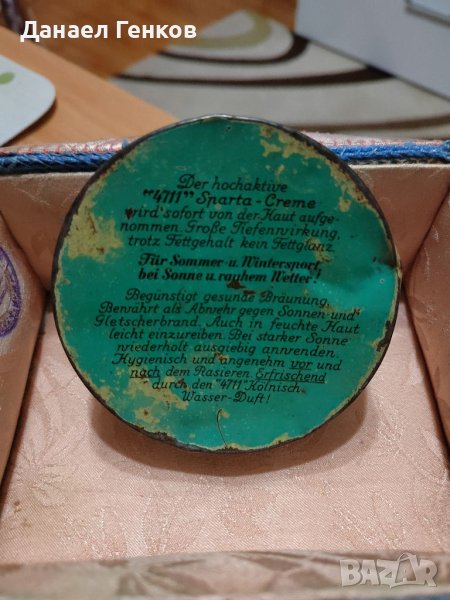 Данаел Генков
Der hochaktive
"4711" Sparta-Creme
wird sofort von der Haut aufge-
nommen. Große Tiefenwirkung,
trotz Fettgehalt kein Fettglanz.
Für Sommer u. Wintersport,
bei Sonne u. rauhem Wetter!
Begünstigt gesunde Bräunung.
Bewährt als Abwehr gegen Sonnen- und
Gletscherbrand. Auch in feuchte Haut
leicht einzureiben. Bei starker Sonne
wiederholt ausgiebig anwenden.
Hygienisch und angenehm vor und
nach dem Rasieren. Erfrischend
durch den "4711" Kölnisch
Wasser-Duft!
BAZAR